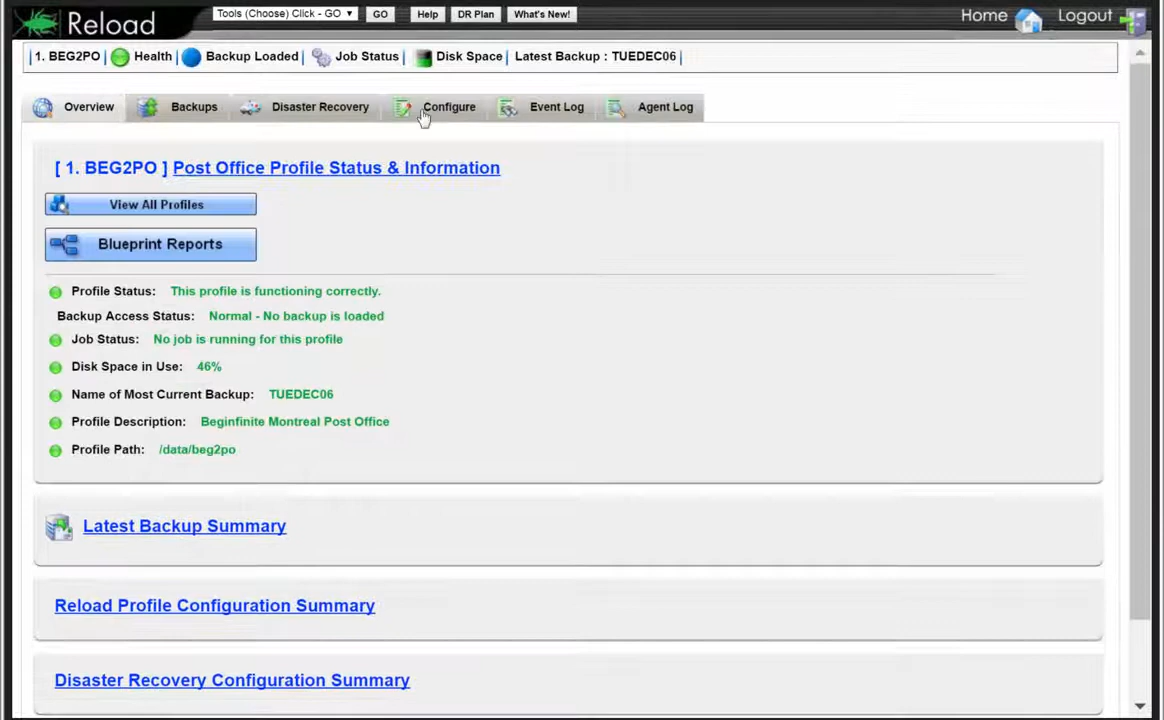 Reload Tools (Choose) Click - GO GO Help DR Plan What's New! Home Logout
| 1. BEG2PO | Health | Backup Loaded | Job Status | Disk Space | Latest Backup : TUEDEC06 |
Overview Backups Disaster Recovery Configure Event Log Agent Log
[ 1. BEG2PO ] Post Office Profile Status & Information
View All Profiles
Blueprint Reports
Profile Status: This profile is functioning correctly.
Backup Access Status: Normal - No backup is loaded
Job Status: No job is running for this profile
Disk Space in Use: 46%
Name of Most Current Backup: TUEDEC06
Profile Description: Beginfinite Montreal Post Office
Profile Path: /data/beg2po
Latest Backup Summary
Reload Profile Configuration Summary
Disaster Recovery Configuration Summary